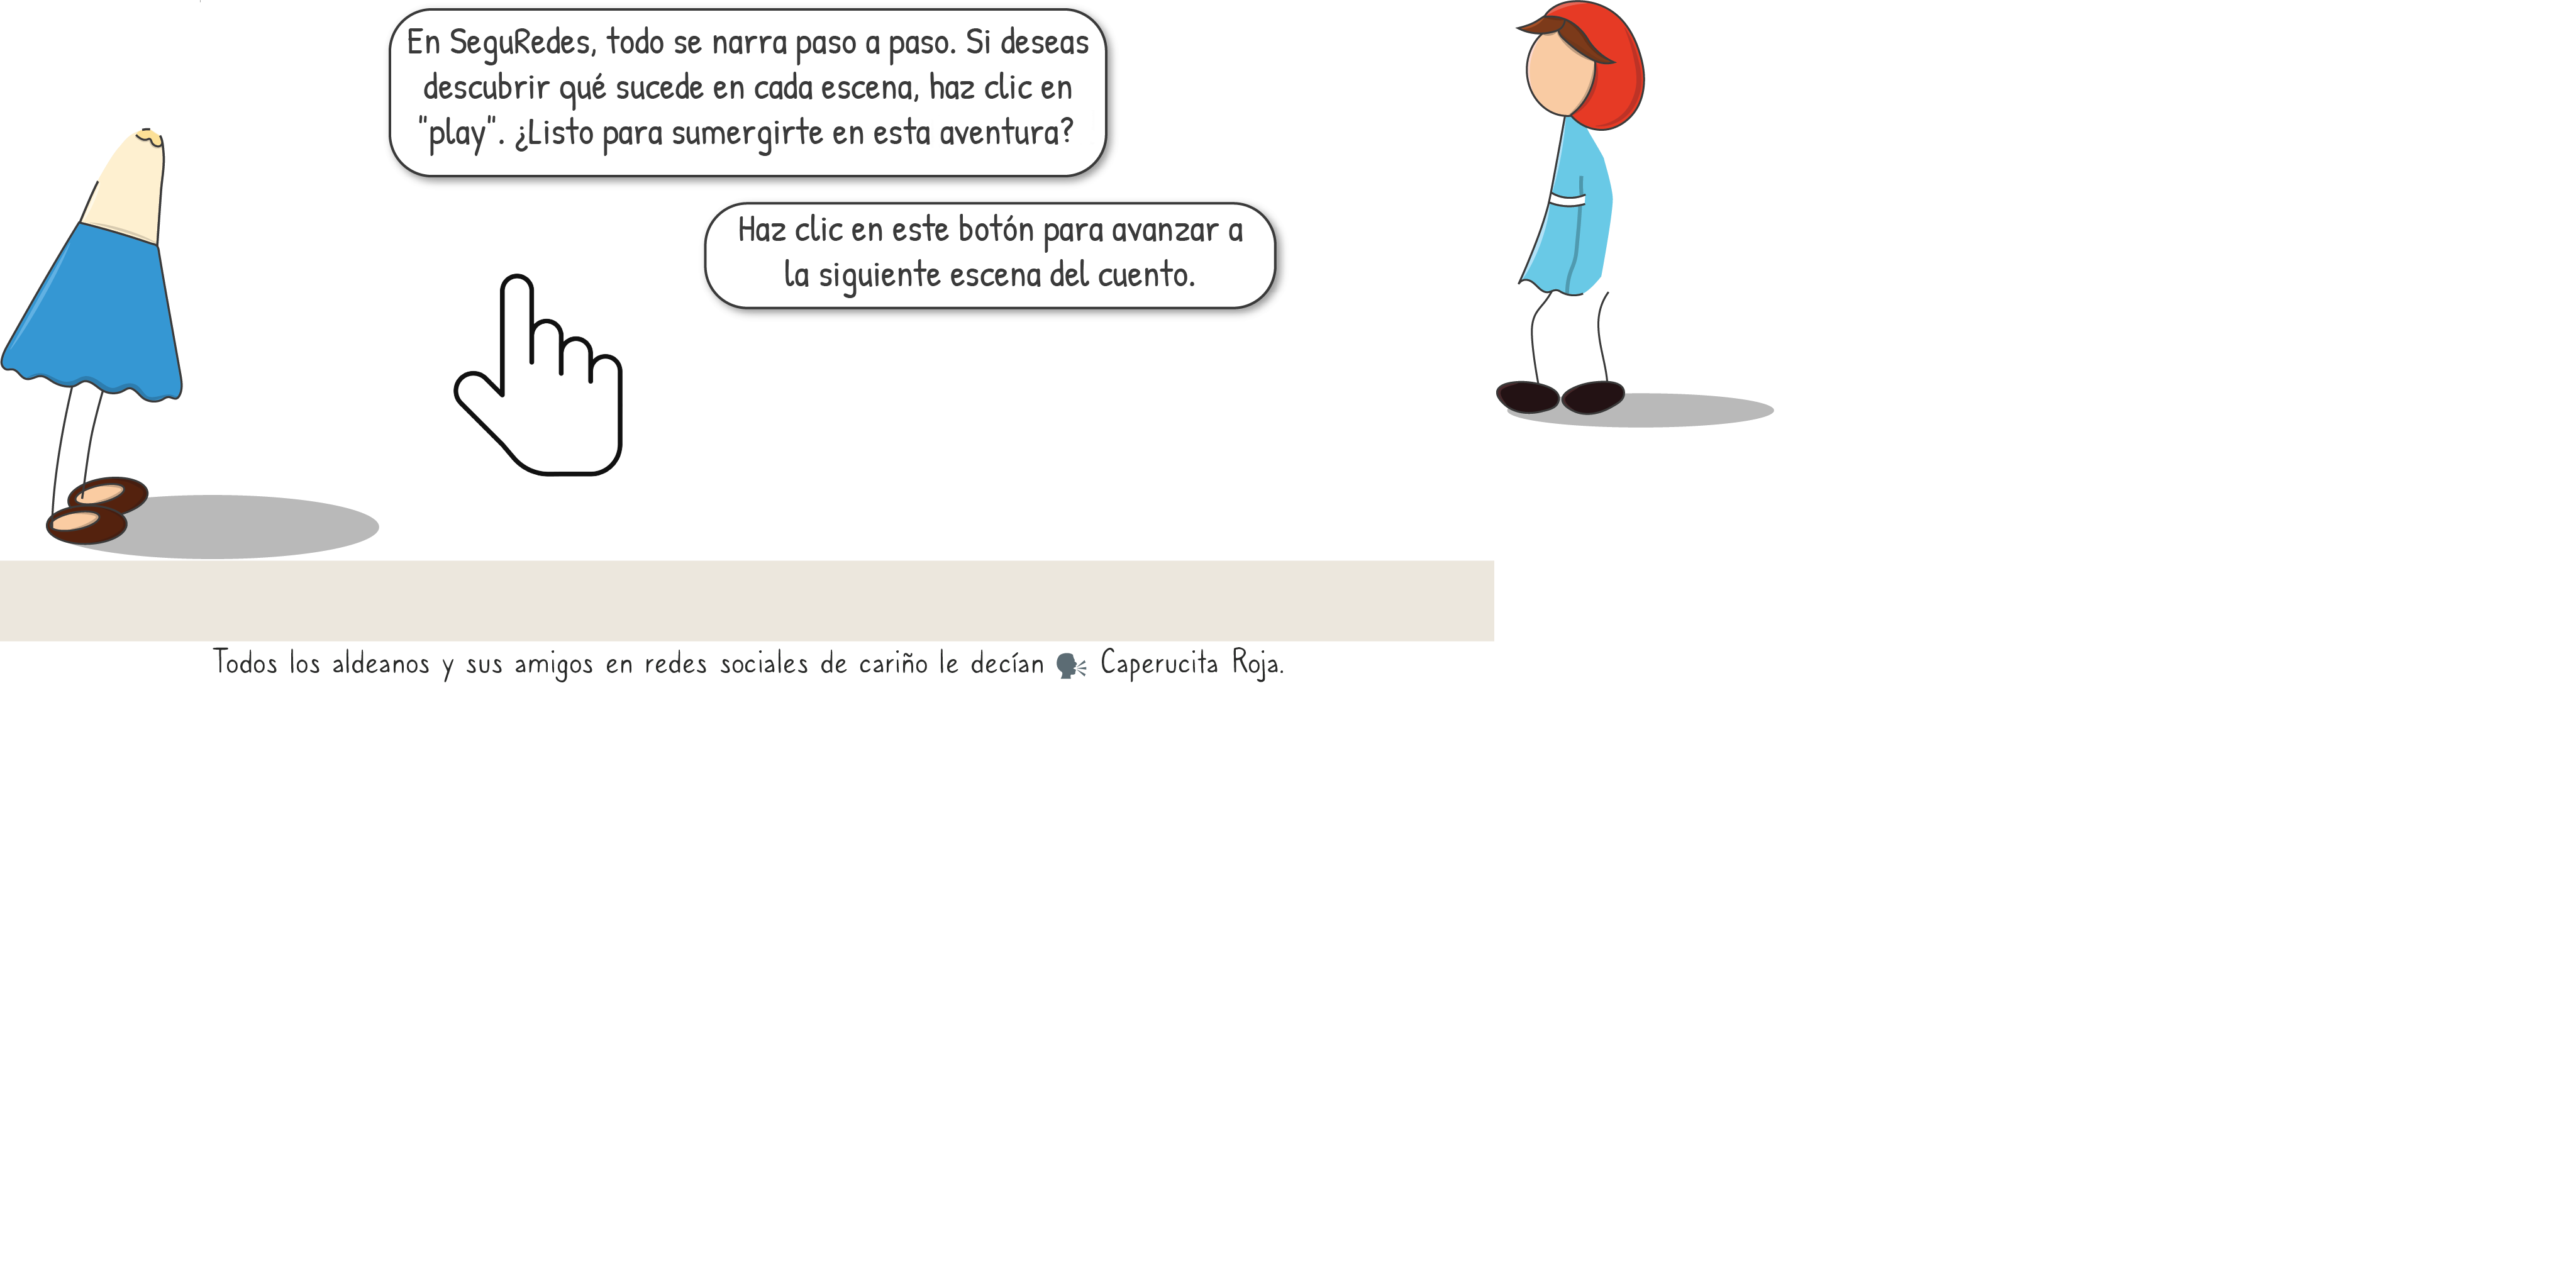 En SeguRedes, todo se narra paso a paso. Si deseas
descubrir qué sucede en cada escena, haz clic en
"play". ¿Listo para sumergirte en esta aventura?
Haz clic en este botón para avanzar a
la siguiente escena del cuento.
Todos los aldeanos y sus amigos en redes sociales de cariño le decían 🗣 Caperucita Roja.